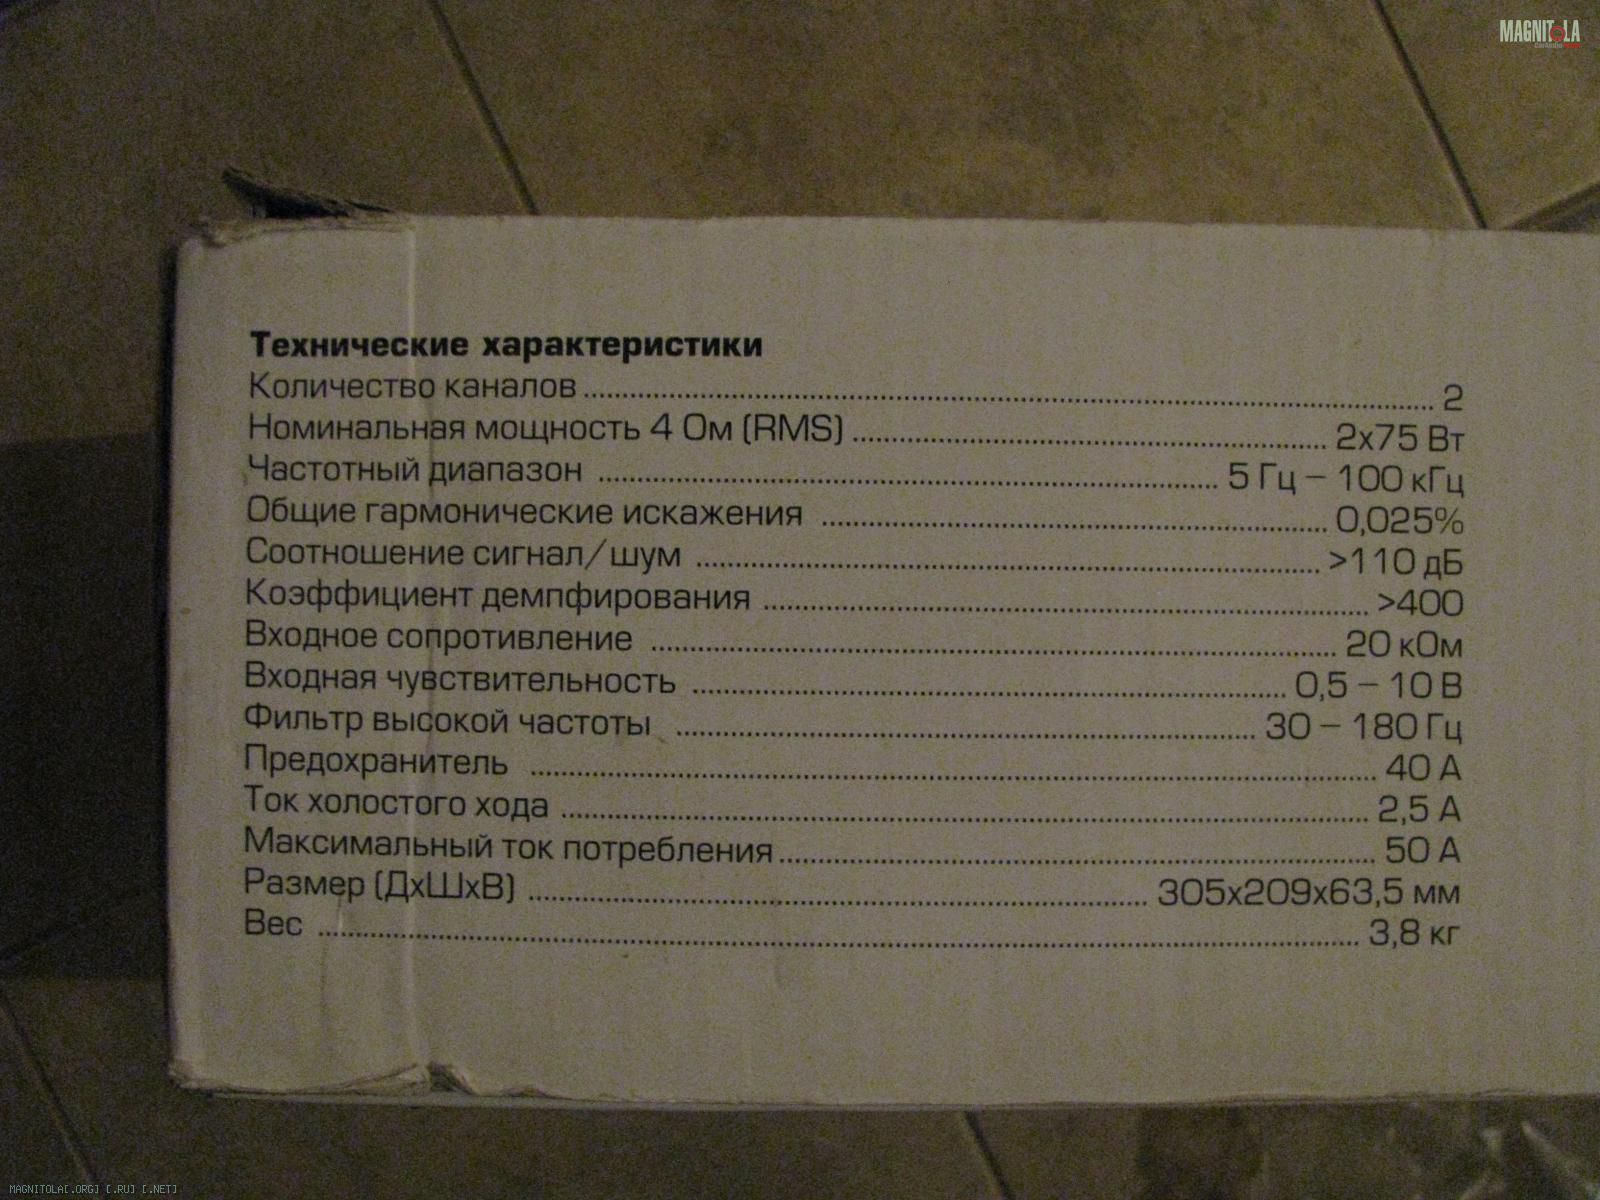 MAGNITOLA
Технические характеристики
Количество каналов ........ 2
Номинальная мощность 4 Ом (RMS) ........ 2x75 Вт
Частотный диапазон ........ 5 Гц – 100 кГц
Общие гармонические искажения ........ 0,025%
Соотношение сигнал/шум ........ >110 дБ
Коэффициент демпфирования ........ >400
Входное сопротивление ........ 20 кОм
Входная чувствительность ........ 0,5 – 10 В
Фильтр высокой частоты ........ 30 – 180 Гц
Предохранитель ........ 40 А
Ток холостого хода ........ 2,5 А
Максимальный ток потребления ........ 50 А
Размер (ДхШхВ) ........ 305x209x63,5 мм
Вес ........ 3,8 кг
MAGNITOLA[.ORG] [.RU] [.NET]